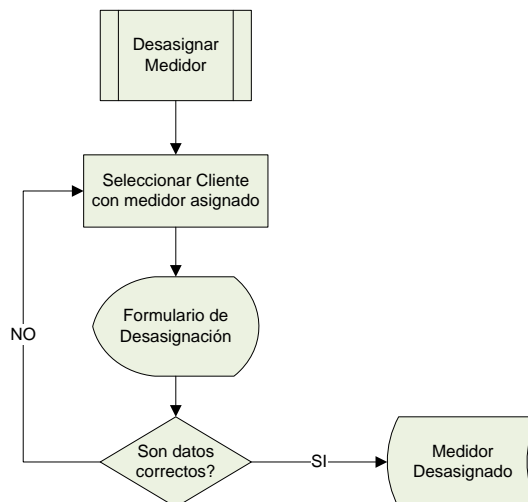 Desasignar
Medidor
Seleccionar Cliente
con medidor asignado
Formulario de
Desasignación
NO
Son datos
correctos?
SI
Medidor
Desasignado